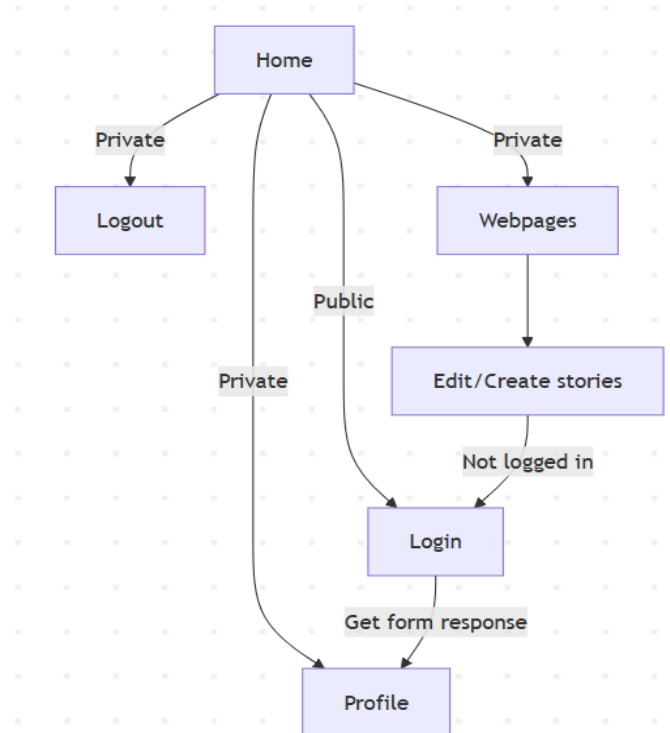 Home
Private
Private
Logout
Webpages
Public
Private
Edit/Create stories
Not logged in
Login
Get form response
Profile